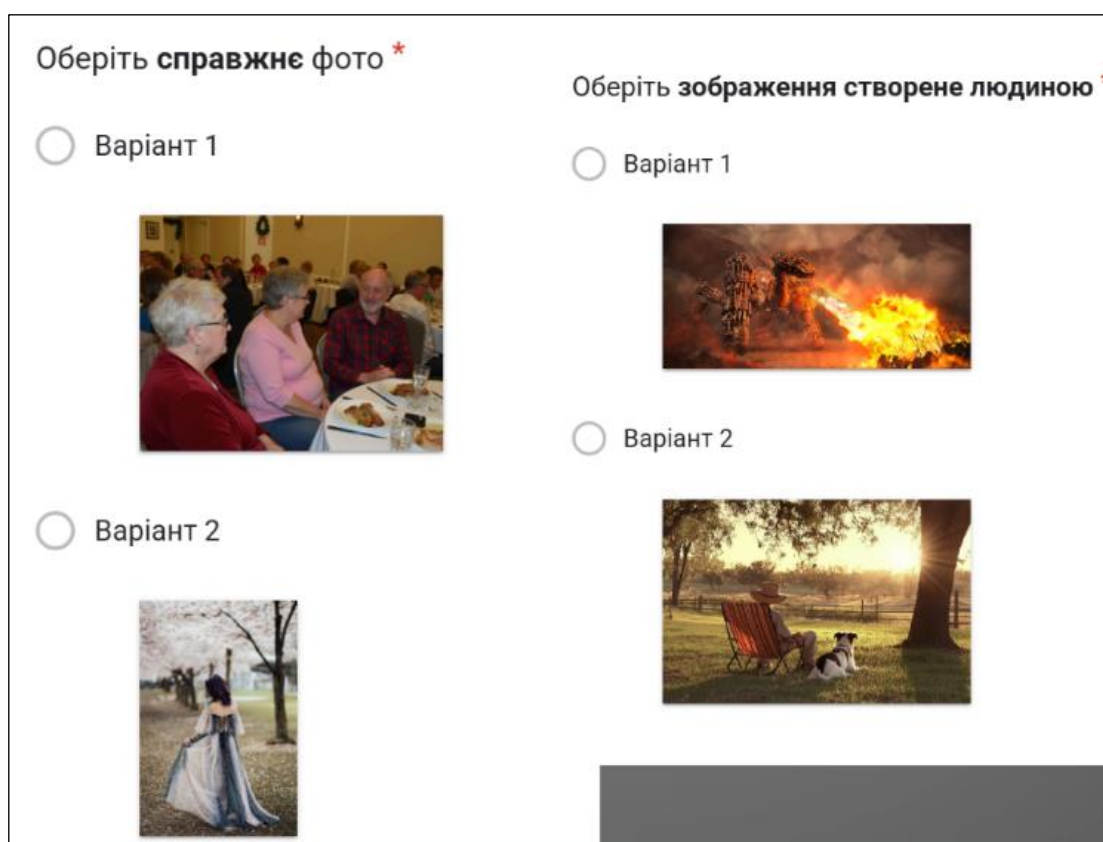 Оберіть справжнє фото *
Варіант 1
Варіант 2
Оберіть зображення створене людиною *
Варіант 1
Варіант 2